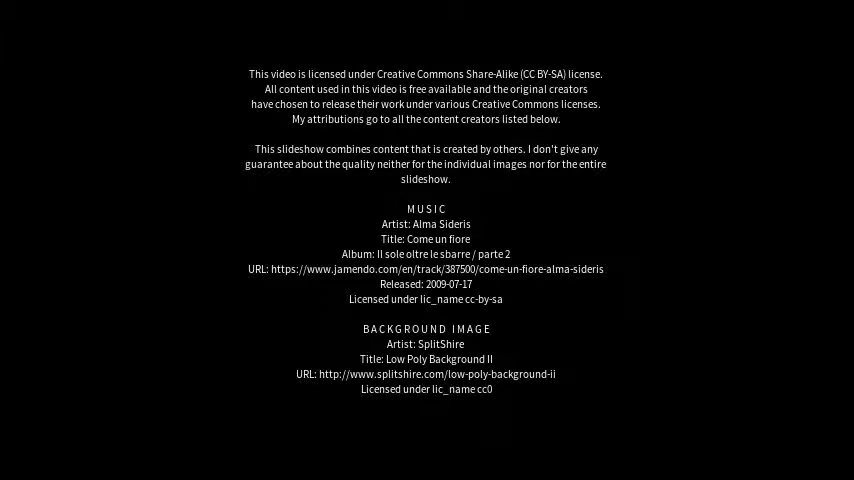 This video is licensed under Creative Commons Share-Alike (CC BY-SA) license.
All content used in this video is free available and the original creators
have chosen to release their work under various Creative Commons licenses.
My attributions go to all the content creators listed below.
This slideshow combines content that is created by others. I don't give any
guarantee about the quality neither for the individual images nor for the entire
slideshow.
MUSIC
Artist: Alma Sideris
Title: Come un fiore
Album: Il sole oltre le sbarre / parte 2
URL: https://www.jamendo.com/en/track/387500/come-un-fiore-alma-sideris
Released: 2009-07-17
Licensed under lic_name cc-by-sa
BACKGROUND IMAGE
Artist: SplitShire
Title: Low Poly Background II
URL: http://www.splitshire.com/low-poly-background-ii
Licensed under lic_name cc0